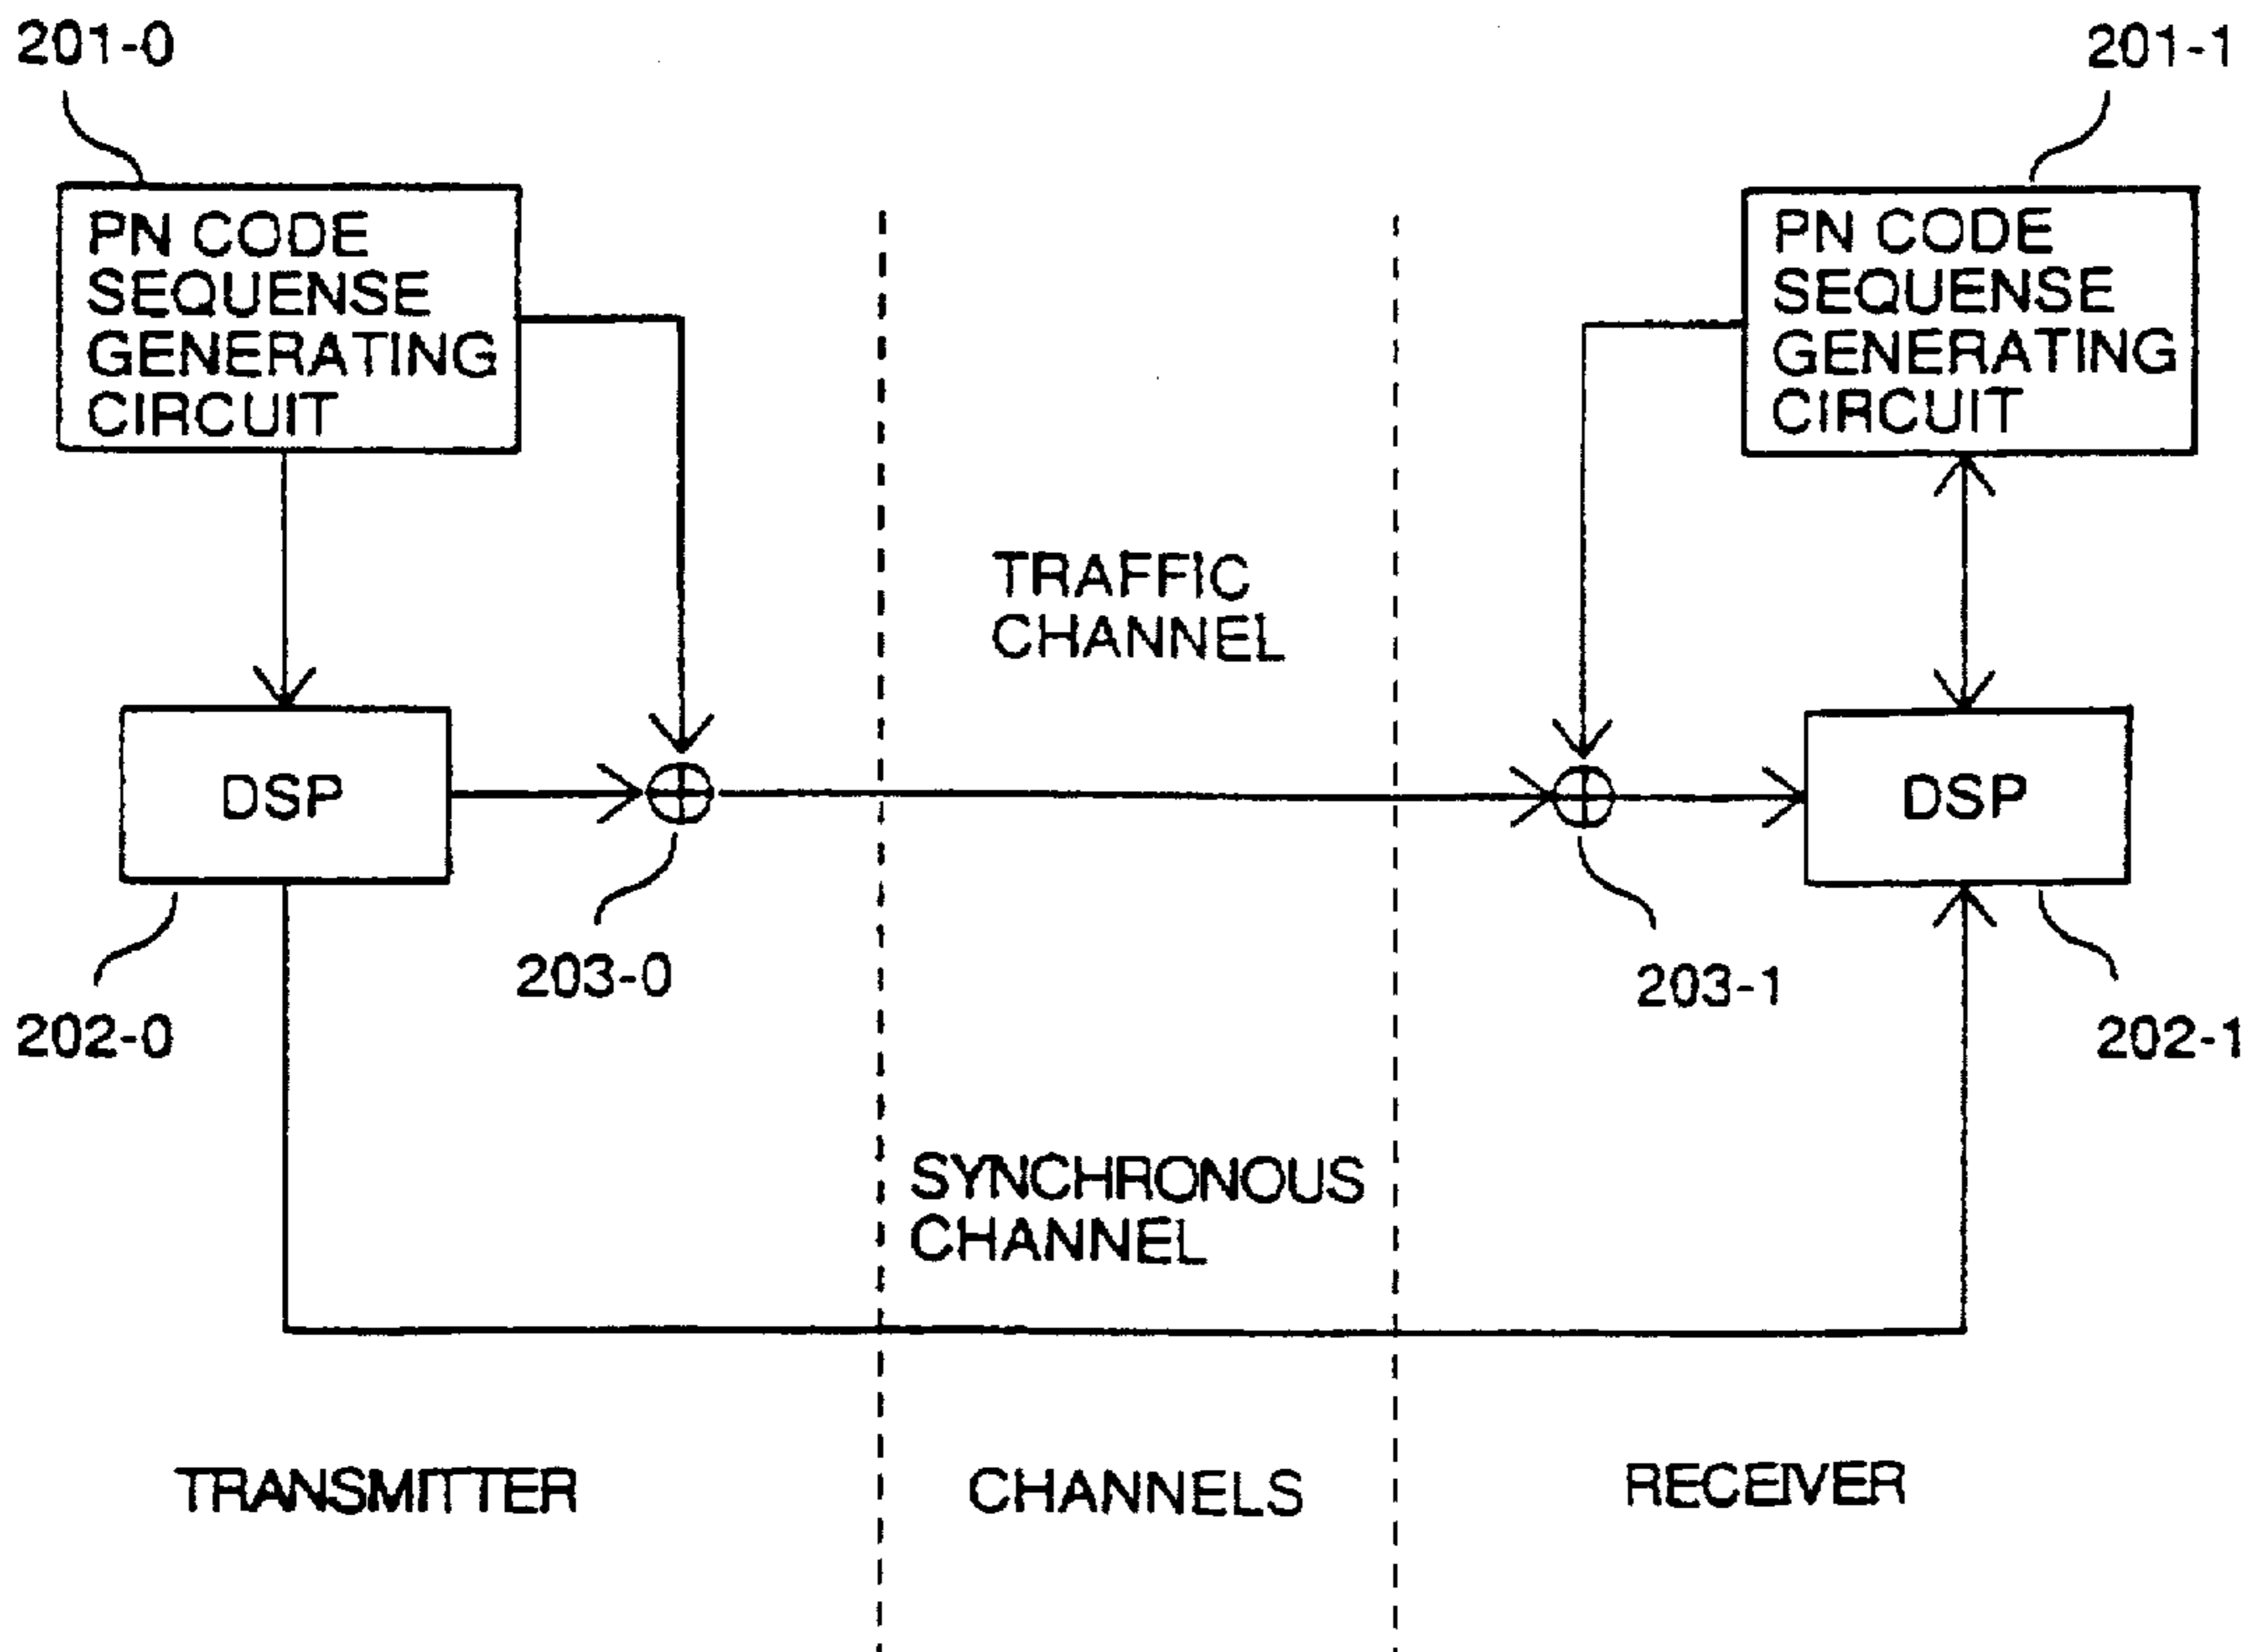 201-0
201-1
PN CODE
SEQUENSE
GENERATING
CIRCUIT
PN CODE
SEQUENSE
GENERATING
CIRCUIT
TRAFFIC
CHANNEL
DSP
DSP
203-0
203-1
202-0
202-1
SYNCHRONOUS
CHANNEL
TRANSMITTER
CHANNELS
RECEIVER